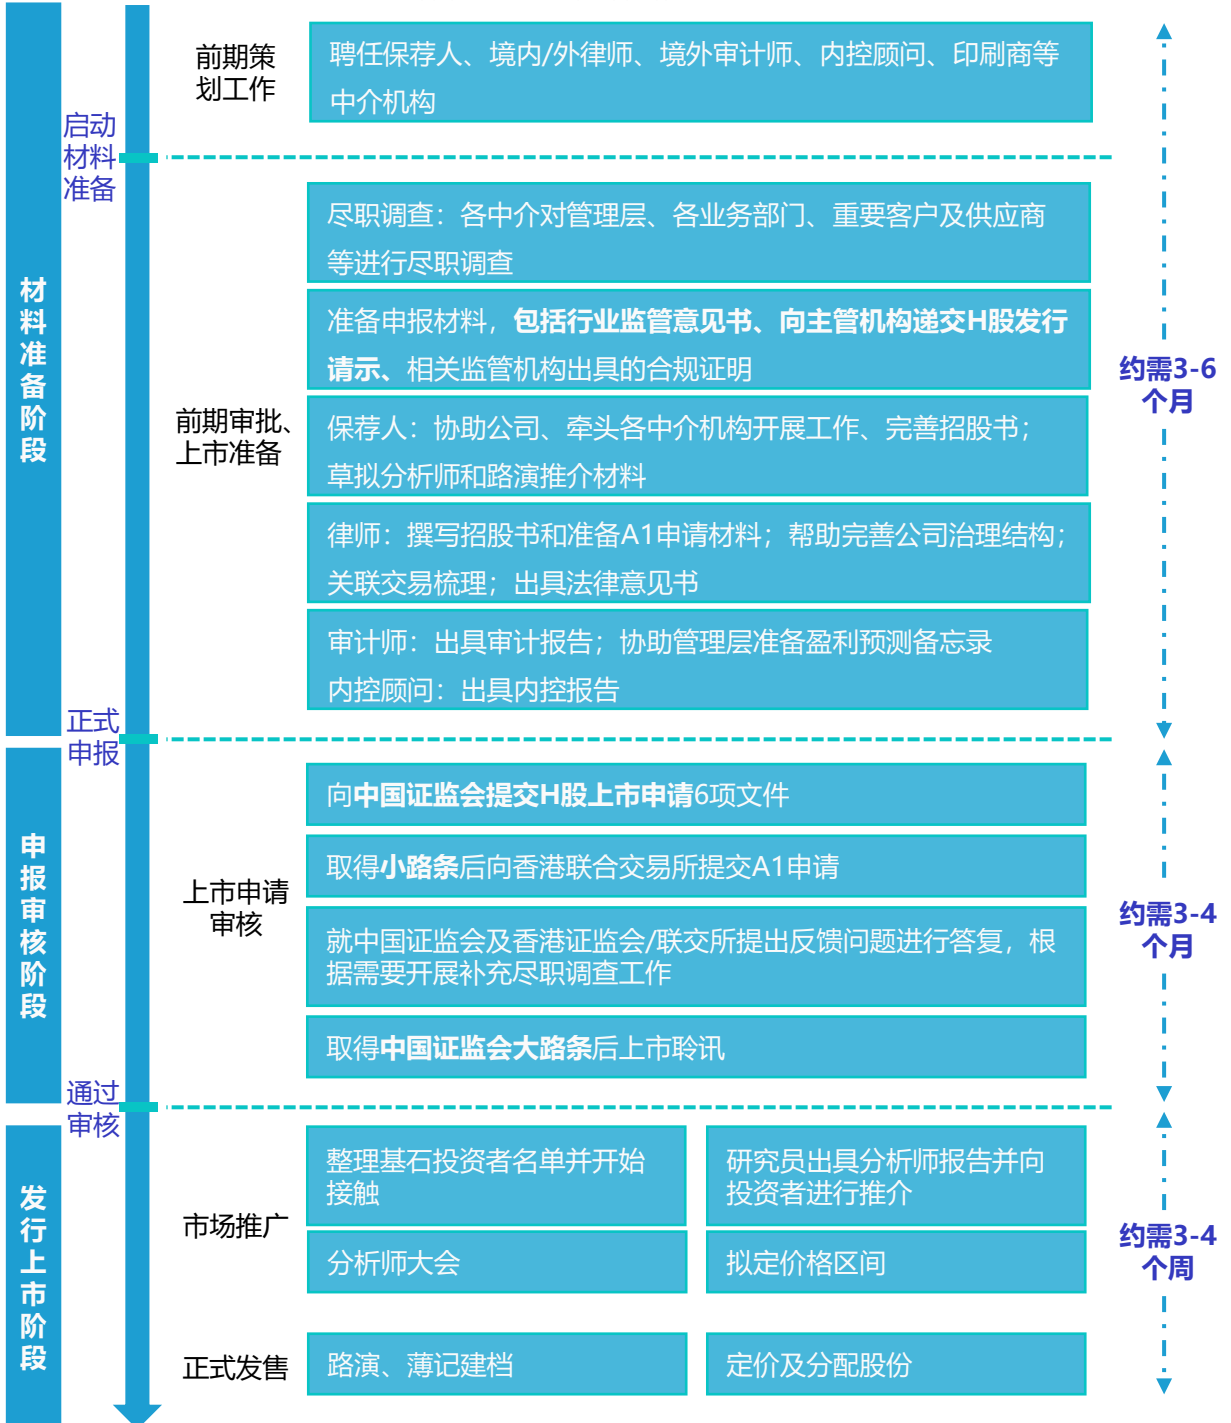 材料准备阶段
启动
材料
准备
前期策
划工作
聘任保荐人、境内/外律师、境外审计师、内控顾问、印刷商等
中介机构
前期审批、
上市准备
尽职调查：各中介对管理层、各业务部门、重要客户及供应商
等进行尽职调查
准备申报材料，包括行业监管意见书、向主管机构递交H股发行
请示、相关监管机构出具的合规证明
保荐人：协助公司、牵头各中介机构开展工作、完善招股书；
草拟分析师和路演推介材料
律师：撰写招股书和准备A1申请材料；帮助完善公司治理结构；
关联交易梳理；出具法律意见书
审计师：出具审计报告；协助管理层准备盈利预测备忘录
内控顾问：出具内控报告
约需3-6
个月
正式
申报
申报审核阶段
上市申请
审核
向中国证监会提交H股上市申请6项文件
取得小路条后向香港联合交易所提交A1申请
就中国证监会及香港证监会/联交所提出反馈问题进行答复，根
据需要开展补充尽职调查工作
取得中国证监会大路条后上市聆讯
约需3-4
个月
通过
审核
发行上市阶段
市场推广
整理基石投资者名单并开始
接触
研究员出具分析师报告并向
投资者进行推介
分析师大会
拟定价格区间
约需3-4
个周
正式发售
路演、薄记建档
定价及分配股份